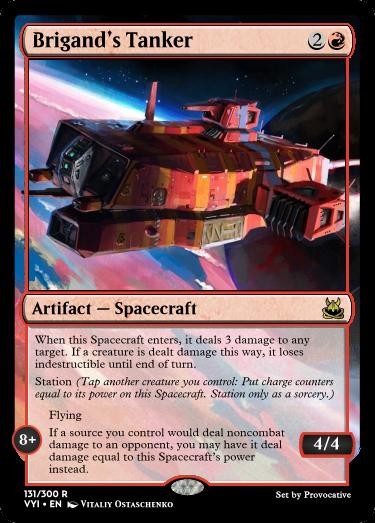 Brigand's Tanker 2
Artifact — Spacecraft
When this Spacecraft enters, it deals 3 damage to any
target. If a creature is dealt damage this way, it loses
indestructible until end of turn.
Station (Tap another creature you control: Put charge counters
equal to its power on this Spacecraft. Station only as a sorcery.)
Flying
If a source you control would deal noncombat
damage to an opponent, you may have it deal
damage equal to this Spacecraft's power
instead.
8+
4/4
131/300 R
VYI • EN Vitaliy Ostaschenko
Set by Provocative